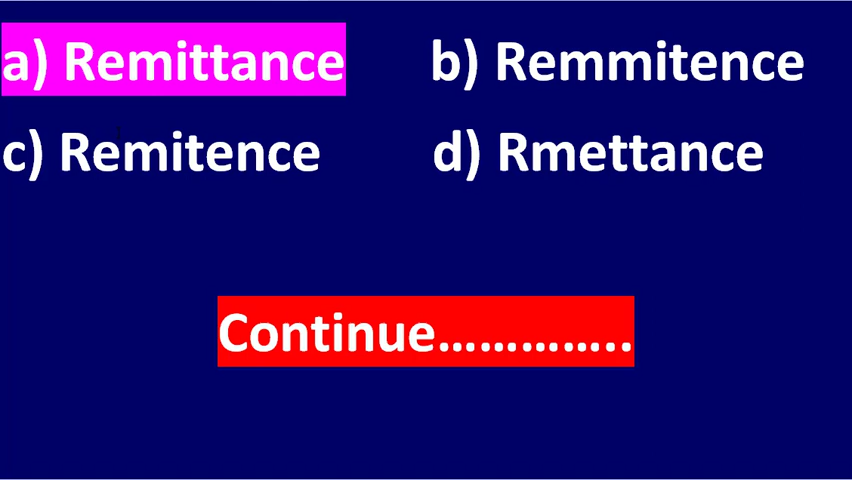 a) Remittance b) Remmitence
c) Remitence d) Rmettance
Continue…………..